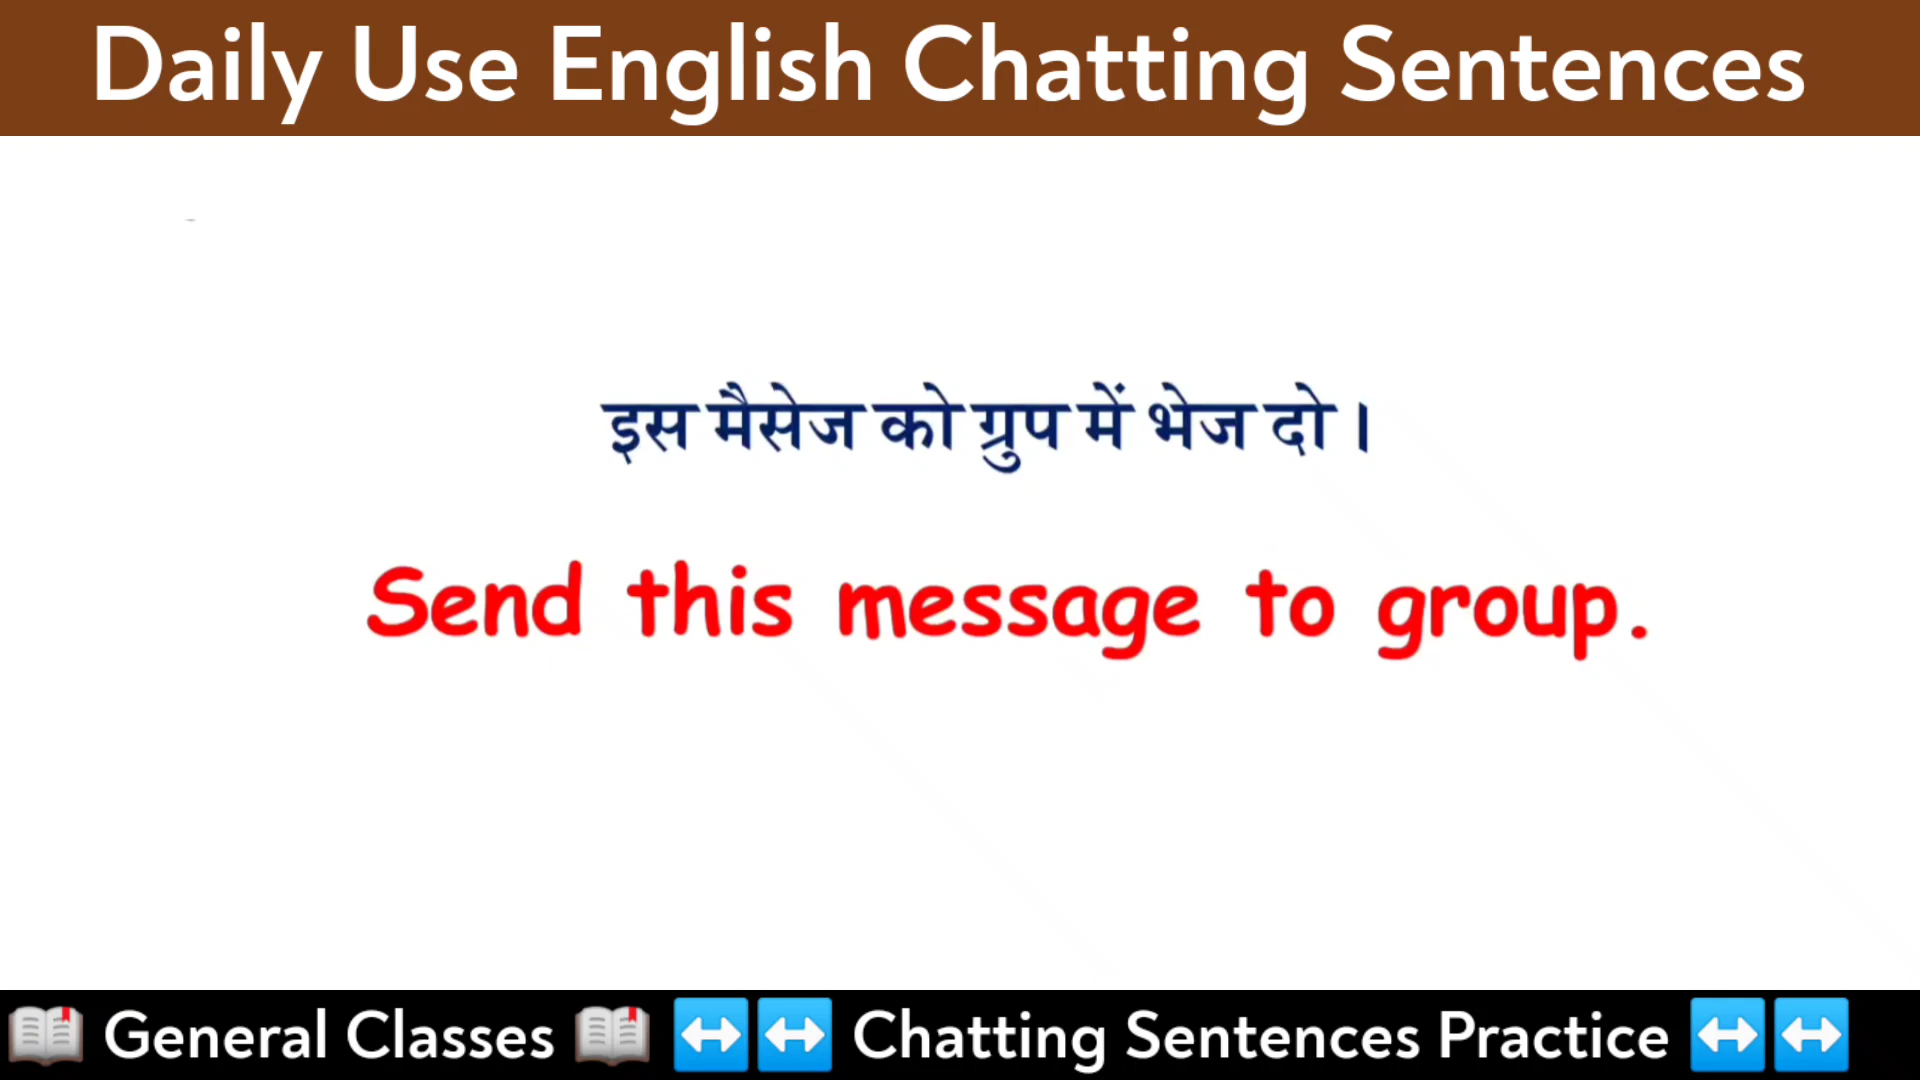 Daily Use English Chatting Sentences
इस मैसेज को ग्रुप में भेज दो ।
Send this message to group.
📖 General Classes 📖 ↔️↔️ Chatting Sentences Practice ↔️↔️